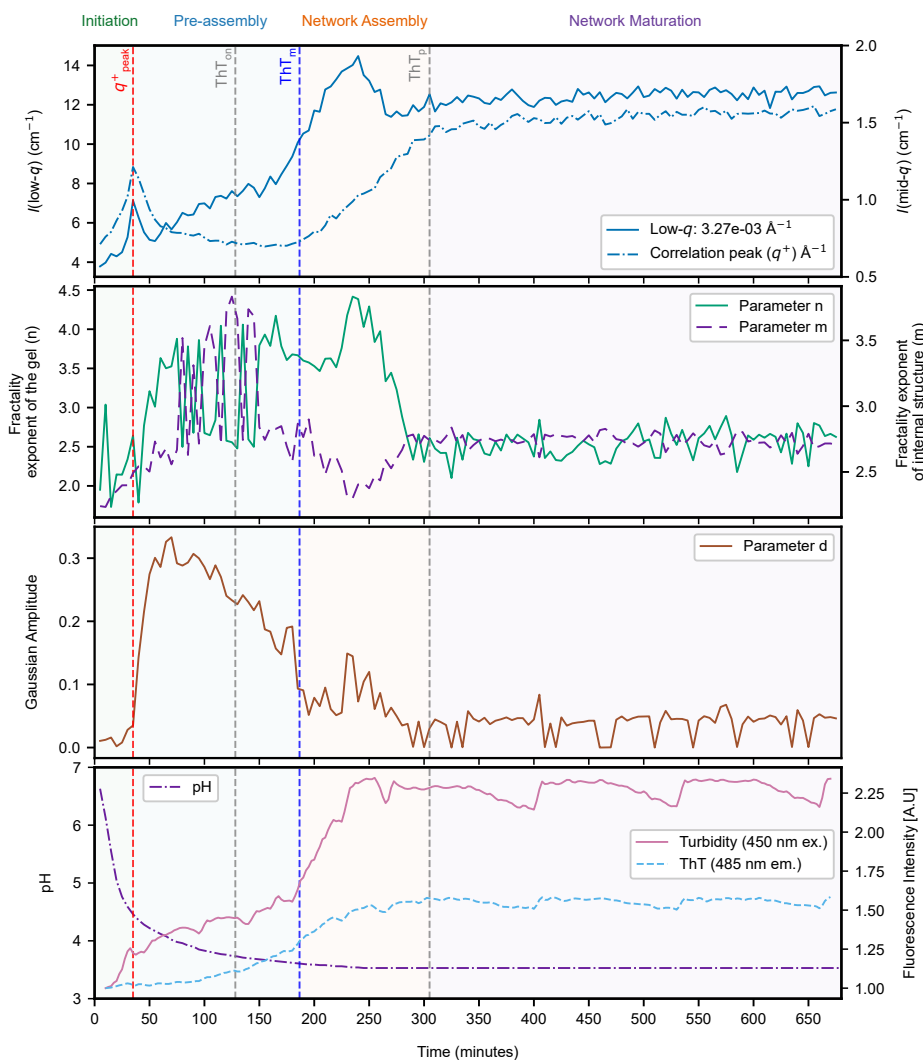 Initiation Pre-assembly Network Assembly Network Maturation
q⁺peak
ThTon
ThTm
ThTp
I(low-q) (cm⁻¹)
14
12
10
8
6
4
2.0
1.5
1.0
0.5
I(mid-q) (cm⁻¹)
Low-q: 3.27e-03 Å⁻¹
Correlation peak (q⁺) Å⁻¹
Fractality
exponent of the gel (n)
4.5
4.0
3.5
3.0
2.5
2.0
3.5
3.0
2.5
Fractality exponent
of internal structure (m)
Parameter n
Parameter m
Gaussian Amplitude
0.3
0.2
0.1
0.0
Parameter d
pH
7
6
5
4
3
2.25
2.00
1.75
1.50
1.25
1.00
Fluorescence Intensity [A.U]
pH
Turbidity (450 nm ex.)
ThT (485 nm em.)
0 50 100 150 200 250 300 350 400 450 500 550 600 650
Time (minutes)